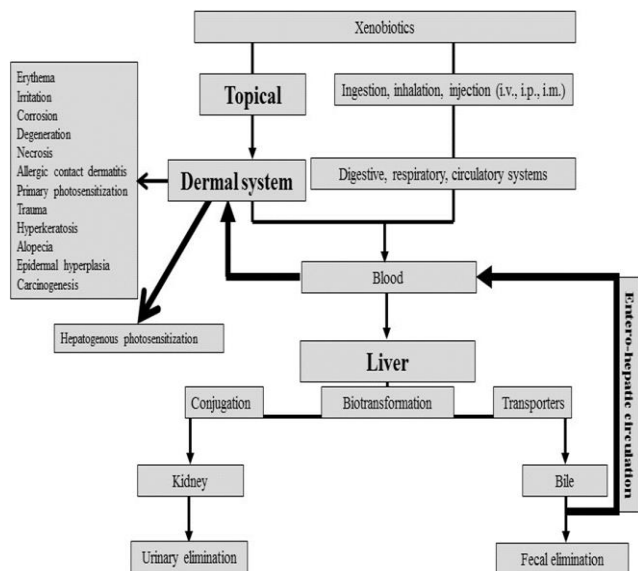 Xenobiotics
Topical
Ingestion, inhalation, injection (i.v., i.p., i.m.)
Erythema
Irritation
Corrosion
Degeneration
Necrosis
Allergic contact dermatitis
Primary photosensitization
Trauma
Hyperkeratosis
Alopecia
Epidermal hyperplasia
Carcinogenesis
Dermal system
Digestive, respiratory, circulatory systems
Blood
Hepatogenous photosensitization
Liver
Conjugation
Biotransformation
Transporters
Entero-hepatic circulation
Kidney
Bile
Urinary elimination
Fecal elimination